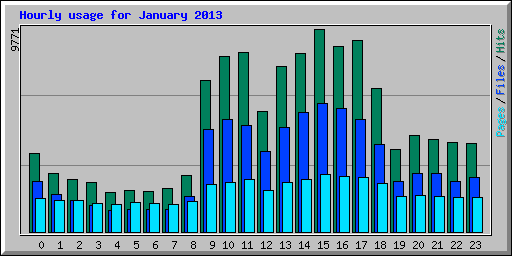 Hourly usage for January 2013
9771
Pages/Files/Hits
0 1 2 3 4 5 6 7 8 9 10 11 12 13 14 15 16 17 18 19 20 21 22 23